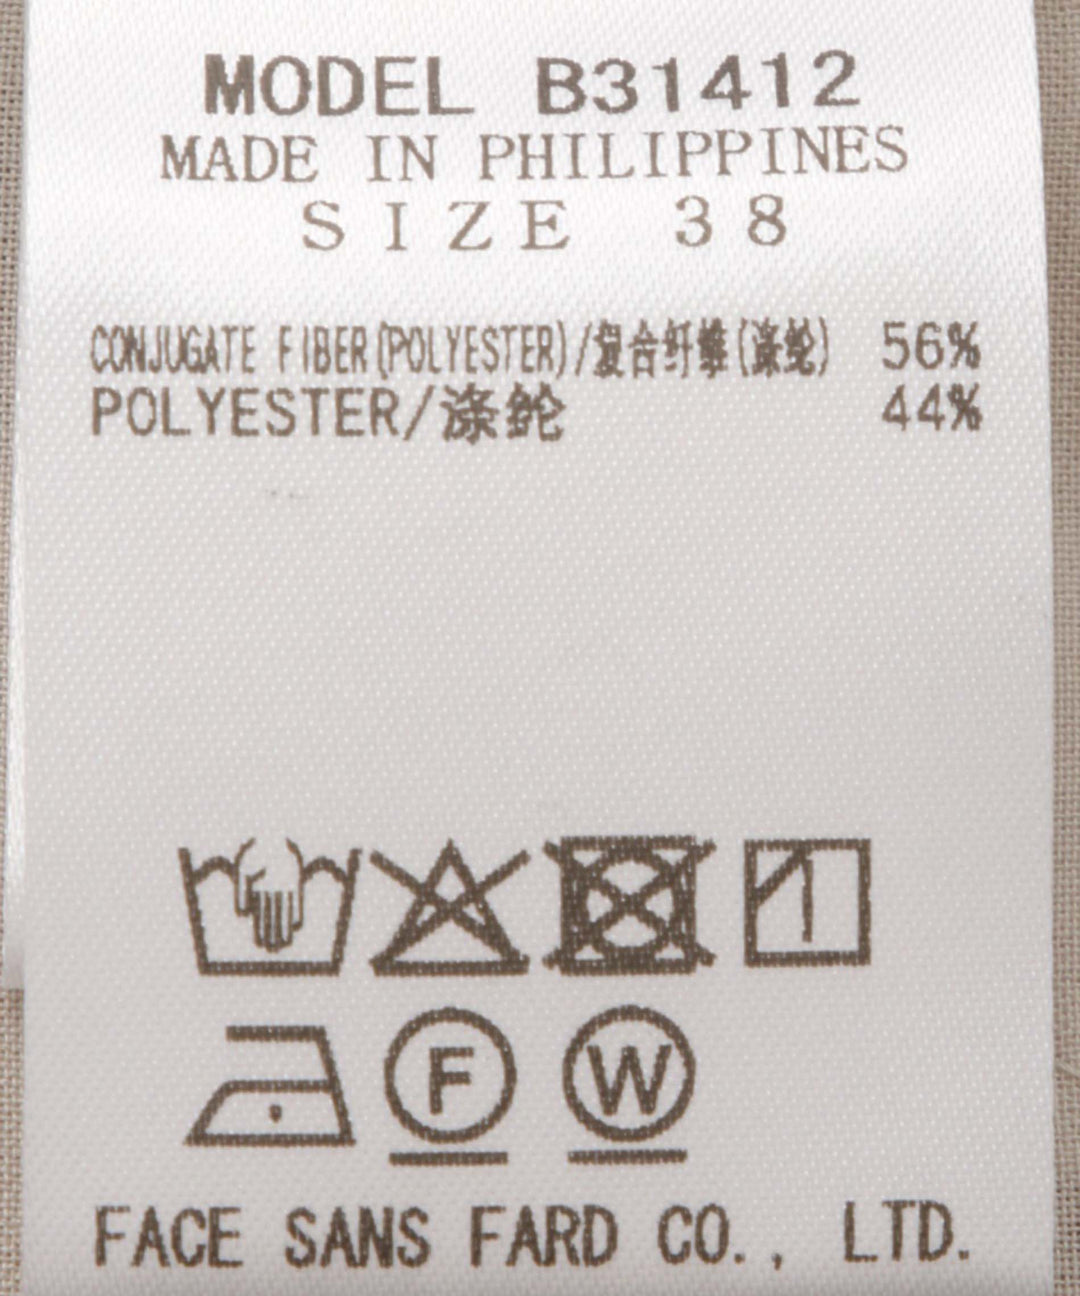 MODEL B31412
MADE IN PHILIPPINES
SIZE 38
CONJUGATE FIBER(POLYESTER)/复合纤维(涤纶) 56%
POLYESTER/涤纶 44%
F W
FACE SANS FARD CO., LTD.